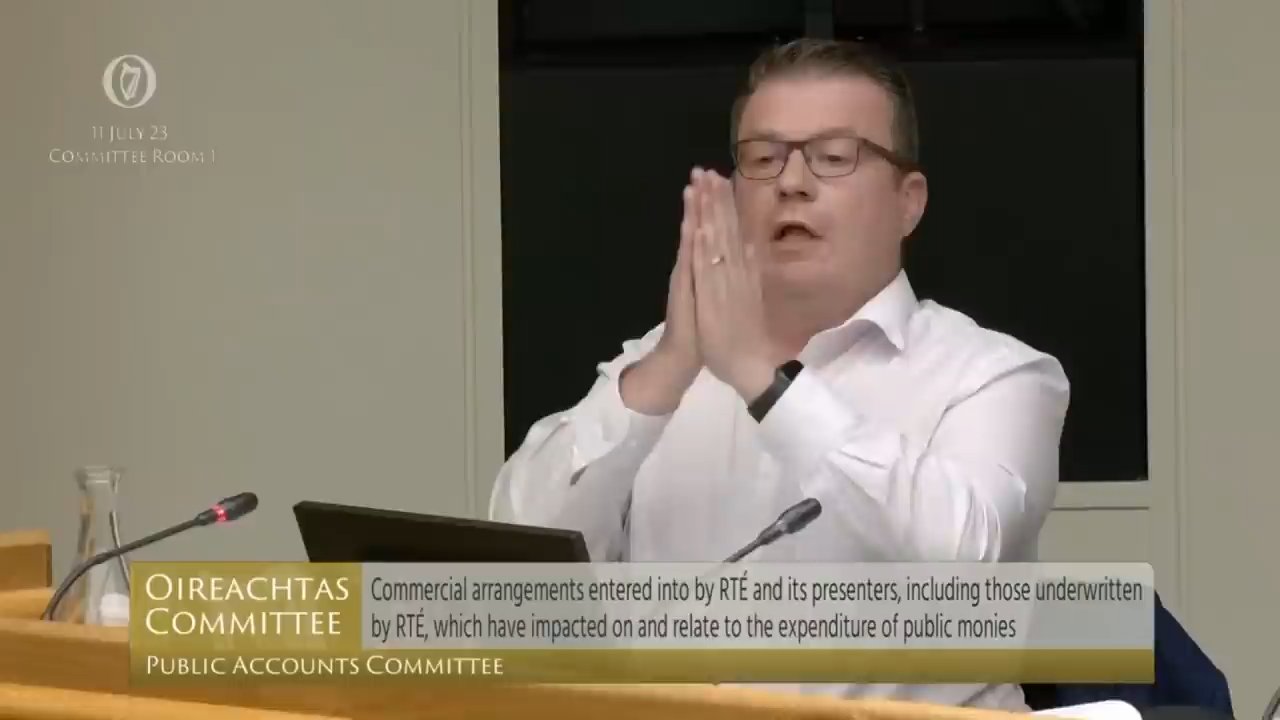 11 July 23
Committee Room 1
Oireachtas Committee
Commercial arrangements entered into by RTÉ and its presenters, including those underwritten
by RTÉ, which have impacted on and relate to the expenditure of public monies
Public Accounts Committee